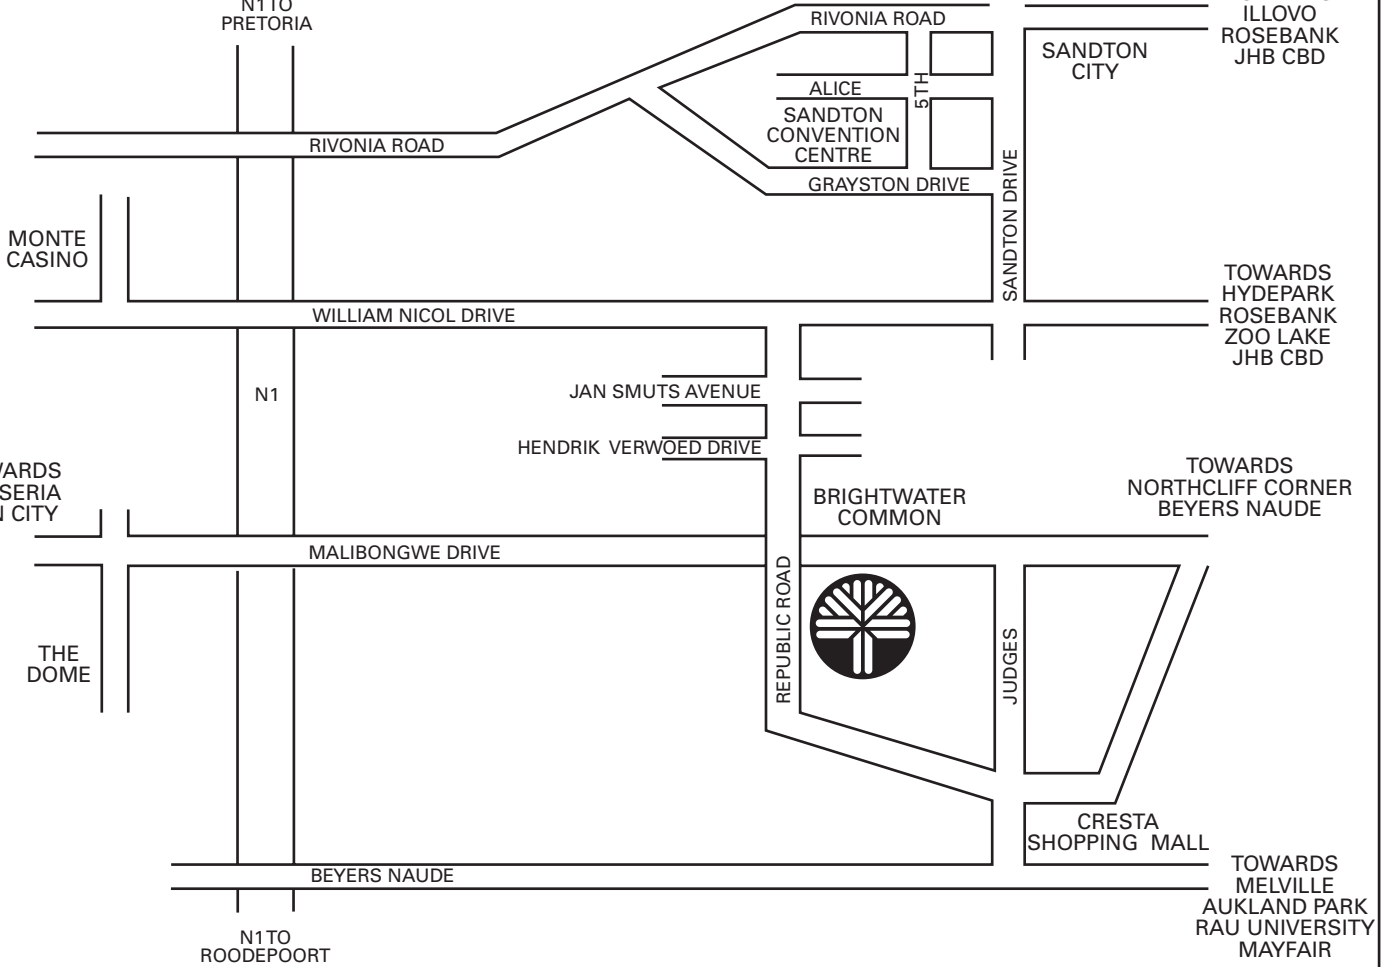 N1 TO
PRETORIA
RIVONIA ROAD
ILLOVO
ROSEBANK
JHB CBD
SANDTON
CITY
ALICE
5TH
SANDTON
CONVENTION
CENTRE
RIVONIA ROAD
GRAYSTON DRIVE
SANDTON DRIVE
MONTE
CASINO
WILLIAM NICOL DRIVE
TOWARDS
HYDEPARK
ROSEBANK
ZOO LAKE
JHB CBD
N1
JAN SMUTS AVENUE
HENDRIK VERWOED DRIVE
CITY
BRIGHTWATER
COMMON
TOWARDS
NORTHCLIFF CORNER
BEYERS NAUDE
MALIBONGWE DRIVE
REPUBLIC ROAD
JUDGES
THE
DOME
CRESTA
SHOPPING MALL
BEYERS NAUDE
TOWARDS
MELVILLE
AUKLAND PARK
RAU UNIVERSITY
MAYFAIR
N1 TO
ROODEPOORT